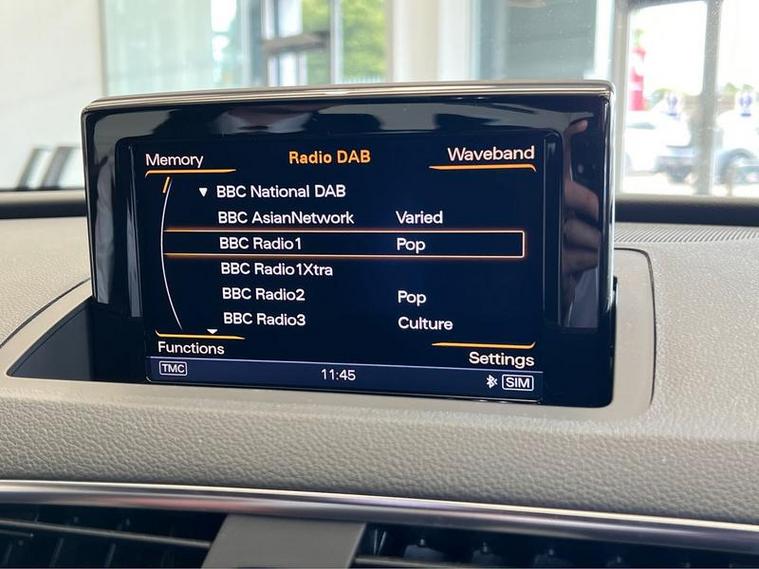 Memory Radio DAB Waveband
▼ BBC National DAB
BBC AsianNetwork Varied
BBC Radio1 Pop
BBC Radio1Xtra
BBC Radio2 Pop
BBC Radio3 Culture
Functions Settings
TMC 11:45 SIM